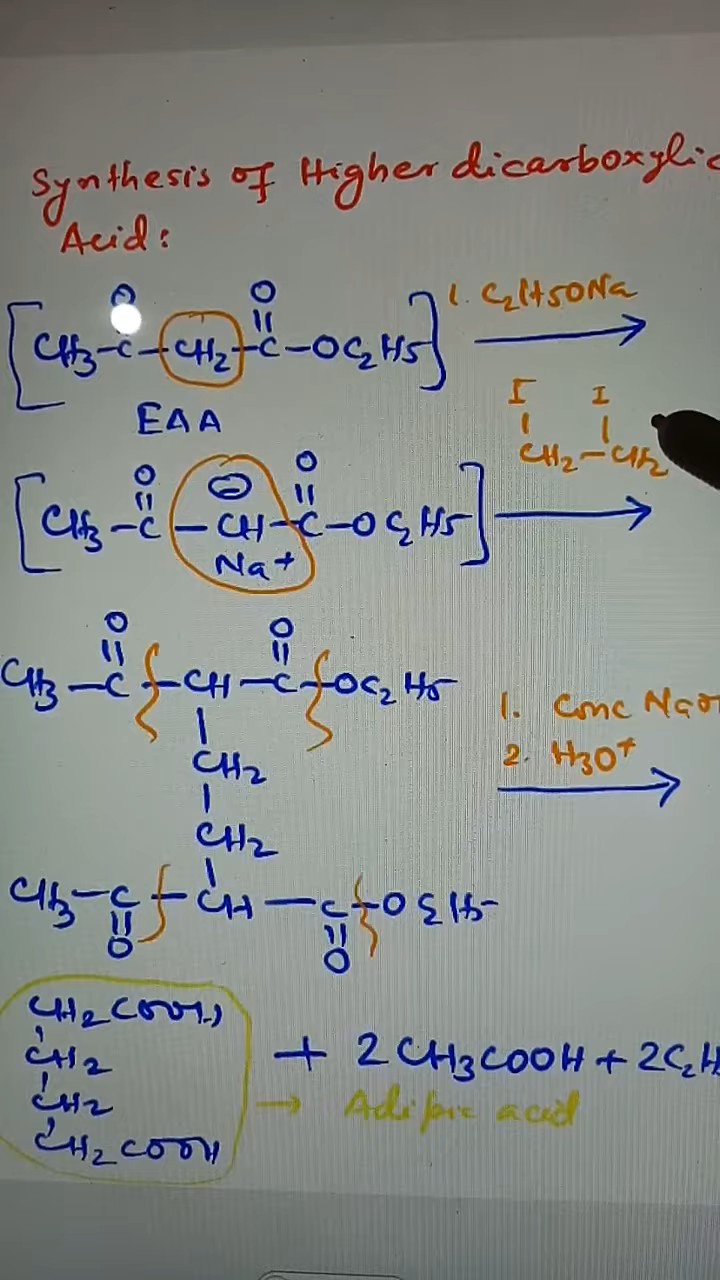 Synthesis of Higher dicarboxylic
Acid:
O O
|| ||
[CH3-C-CH2-C-OC2H5] 1. C2H5ONa
EAA
I I
| |
CH2-CH2
O ⊖ O
|| ||
[CH3-C-CH-C-OC2H5]
Na+
O O
|| ||
CH3-C-CH-C-OC2H5
| 1. Conc NaO
CH2 2. H3O+
|
CH2
|
CH3-C-CH-C-OC2H5
|| ||
O O
CH2COOH
CH2 + 2CH3COOH + 2C2H
CH2 → Adipic acid
CH2COOH